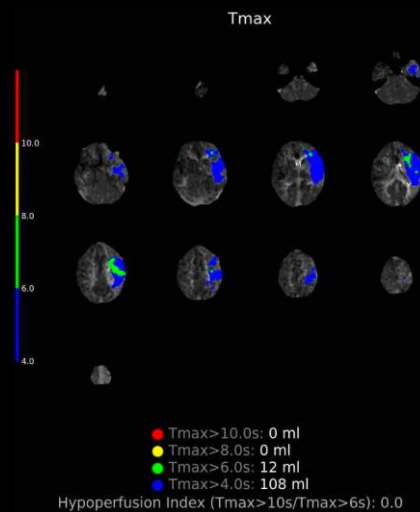 Tmax
10.0
8.0
6.0
4.0
Tmax>10.0s: 0 ml
Tmax>8.0s: 0 ml
Tmax>6.0s: 12 ml
Tmax>4.0s: 108 ml
Hypoperfusion Index (Tmax>10s/Tmax>6s): 0.0